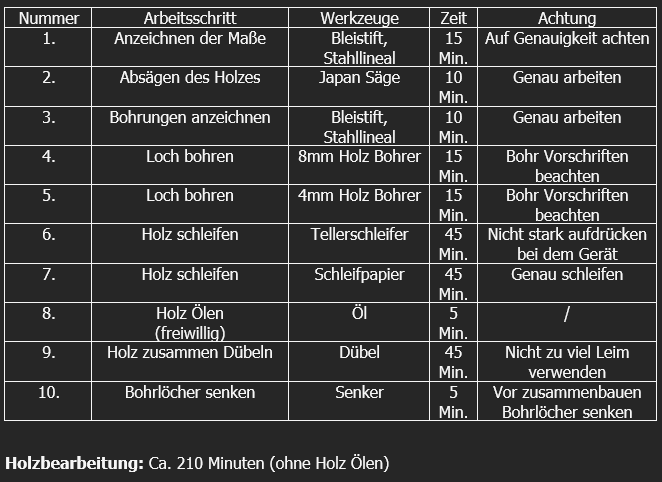 Nummer Arbeitsschritt Werkzeuge Zeit Achtung
1. Anzeichnen der Maße Bleistift, 15 Auf Genauigkeit achten
Stahllineal Min.
2. Absägen des Holzes Japan Säge 10 Genau arbeiten
Min.
3. Bohrungen anzeichnen Bleistift, 10 Genau arbeiten
Stahllineal Min.
4. Loch bohren 8mm Holz Bohrer 15 Bohr Vorschriften
Min. beachten
5. Loch bohren 4mm Holz Bohrer 15 Bohr Vorschriften
Min. beachten
6. Holz schleifen Tellerschleifer 45 Nicht stark aufdrücken
Min. bei dem Gerät
7. Holz schleifen Schleifpapier 45 Genau schleifen
Min.
8. Holz Ölen Öl 5 /
(freiwillig) Min.
9. Holz zusammen Dübeln Dübel 45 Nicht zu viel Leim
Min. verwenden
10. Bohrlöcher senken Senker 5 Vor zusammenbauen
Min. Bohrlöcher senken
Holzbearbeitung: Ca. 210 Minuten (ohne Holz Ölen)